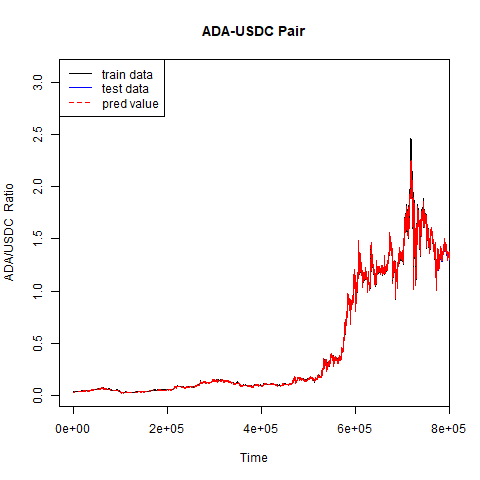 ADA-USDC Pair
train data
test data
pred value
ADA/USDC Ratio
3.0
2.5
2.0
1.5
1.0
0.5
0.0
0e+00 2e+05 4e+05 6e+05 8e+05
Time